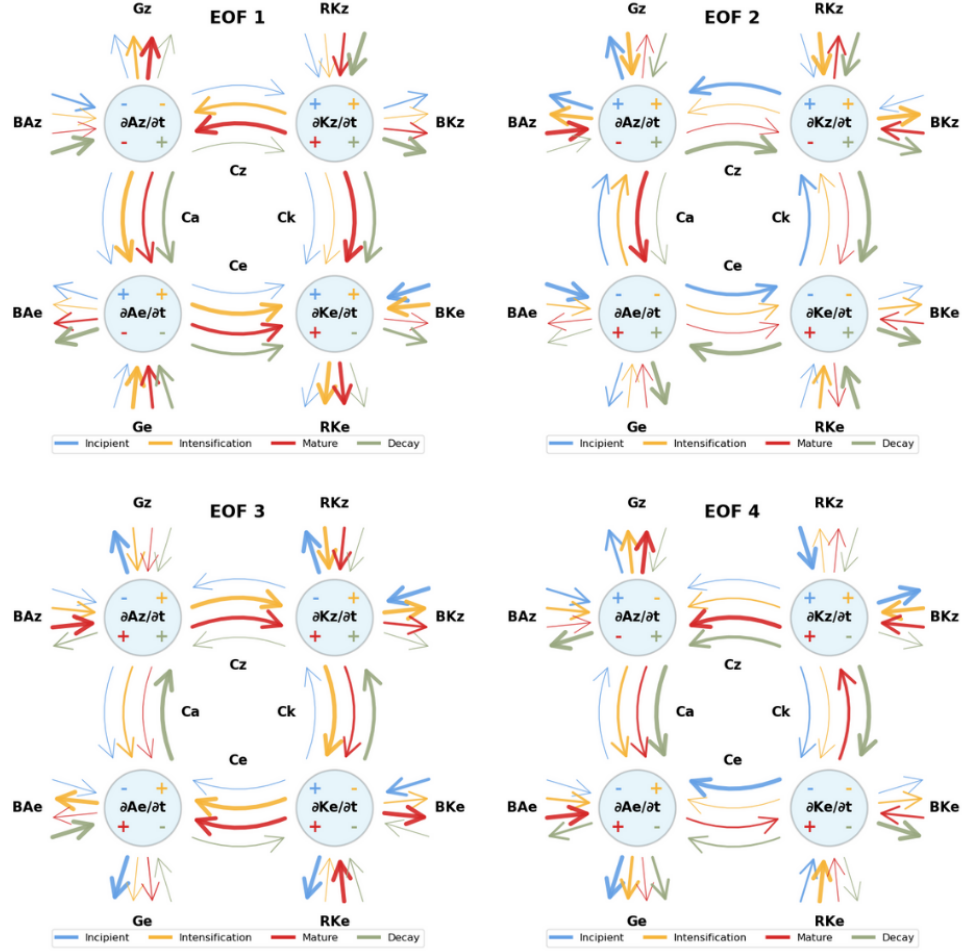 Gz EOF 1 RKz
BAz - - ∂Az/∂t - + + + ∂Kz/∂t + + BKz
Cz
Ca Ck
Ce
BAe + + ∂Ae/∂t - - + + ∂Ke/∂t + - BKe
Ge RKe
Incipient Intensification Mature Decay
Gz EOF 2 RKz
BAz + + ∂Az/∂t - - + + ∂Kz/∂t - + BKz
Cz
Ca Ck
Ce
BAe - - ∂Ae/∂t + + - - ∂Ke/∂t + - BKe
Ge RKe
Incipient Intensification Mature Decay
Gz EOF 3 RKz
BAz - - ∂Az/∂t + + - + ∂Kz/∂t + + BKz
Cz
Ca Ck
Ce
BAe + + ∂Ae/∂t + - + - ∂Ke/∂t + - BKe
Ge RKe
Incipient Intensification Mature Decay
Gz EOF 4 RKz
BAz + - ∂Az/∂t - - + + ∂Kz/∂t + - BKz
Cz
Ca Ck
Ce
BAe + + ∂Ae/∂t + - - - ∂Ke/∂t - + BKe
Ge RKe
Incipient Intensification Mature Decay